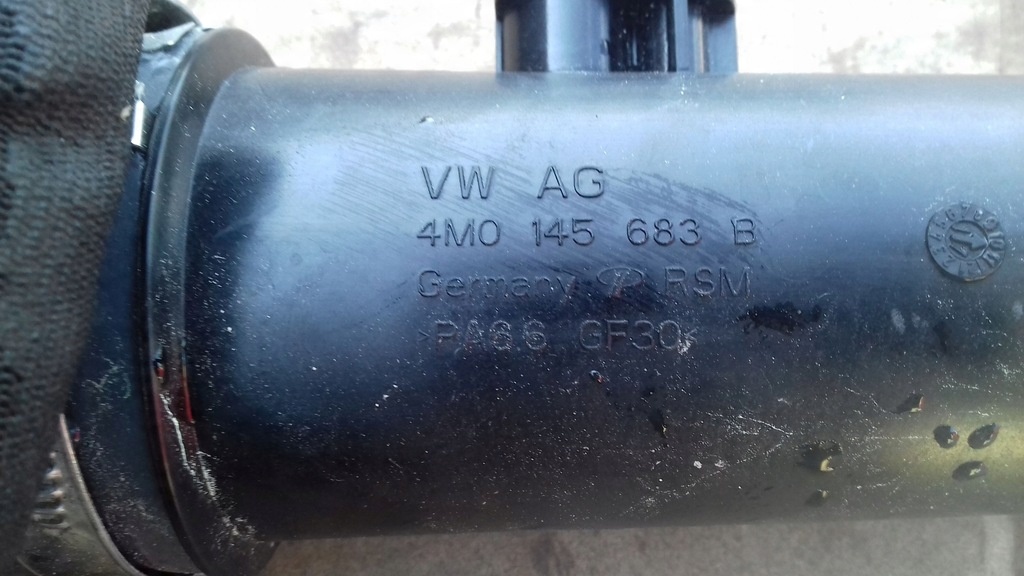 VW AG
4M0 145 683 B
Germany RSM
>PA66 GF30<